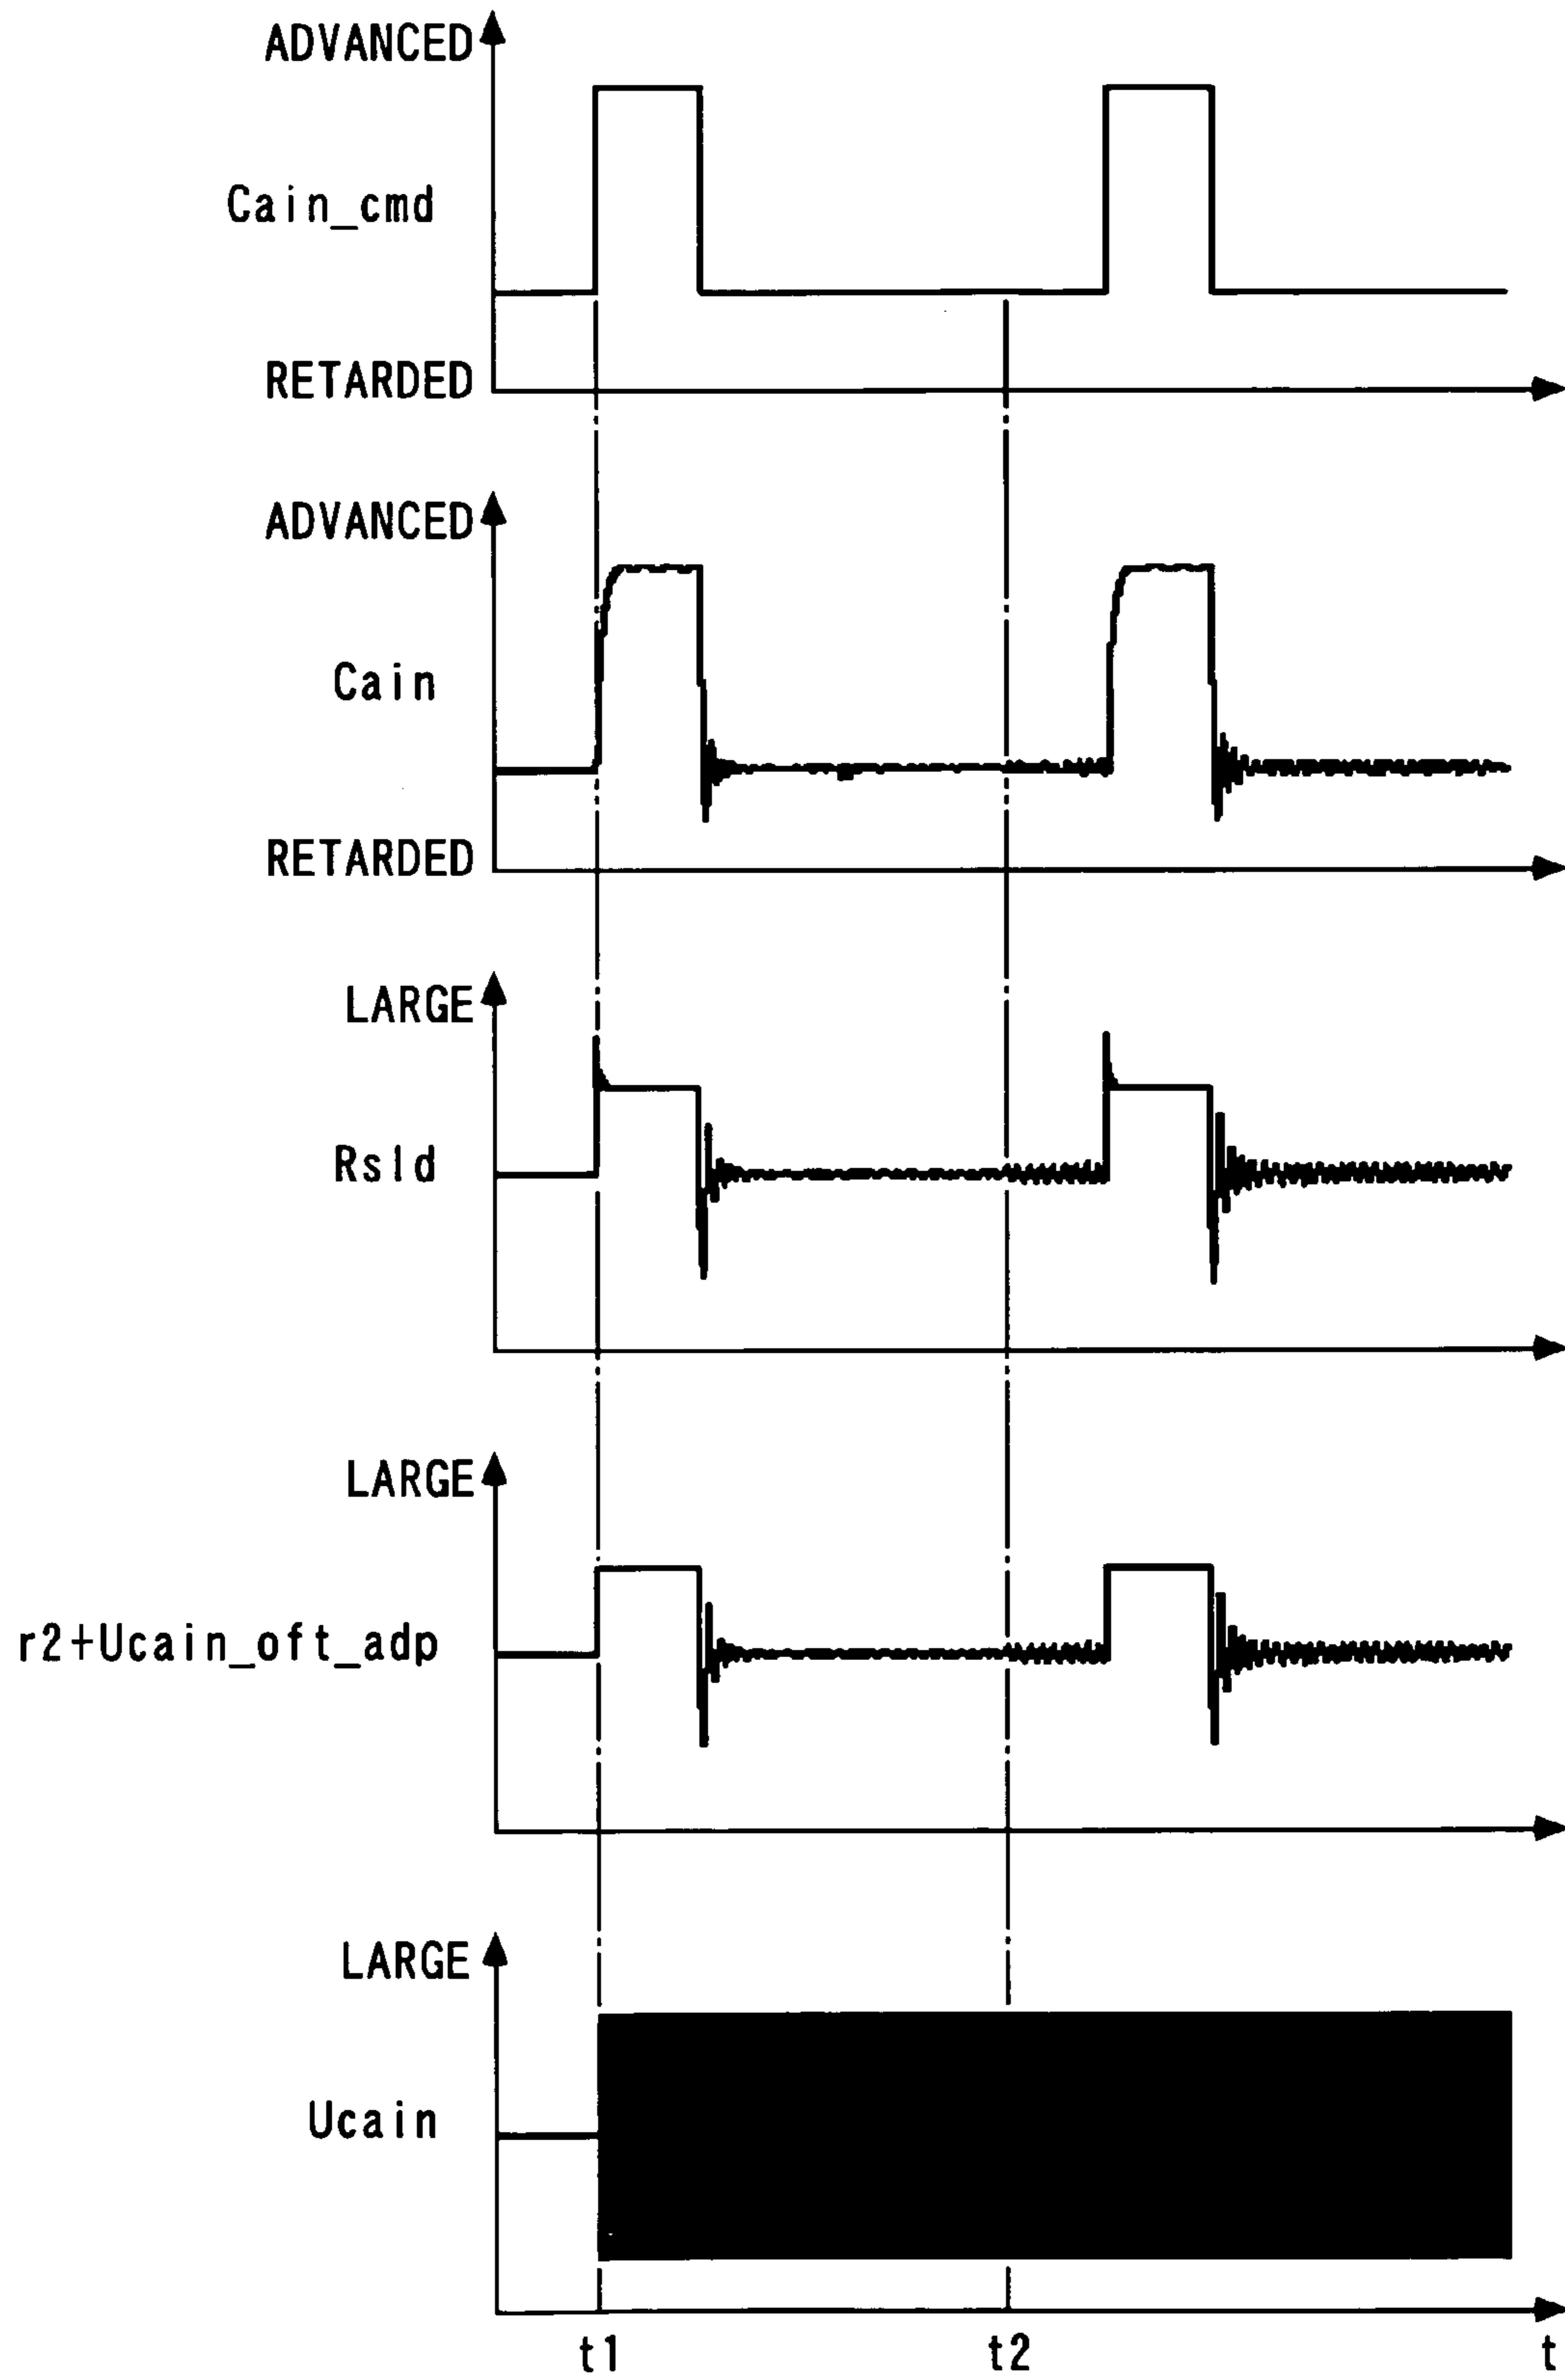 ADVANCED
Cain_cmd
RETARDED
ADVANCED
Cain
RETARDED
LARGE
Rsld
LARGE
r2+Ucain_oft_adp
LARGE
Ucain
t1 t2 t